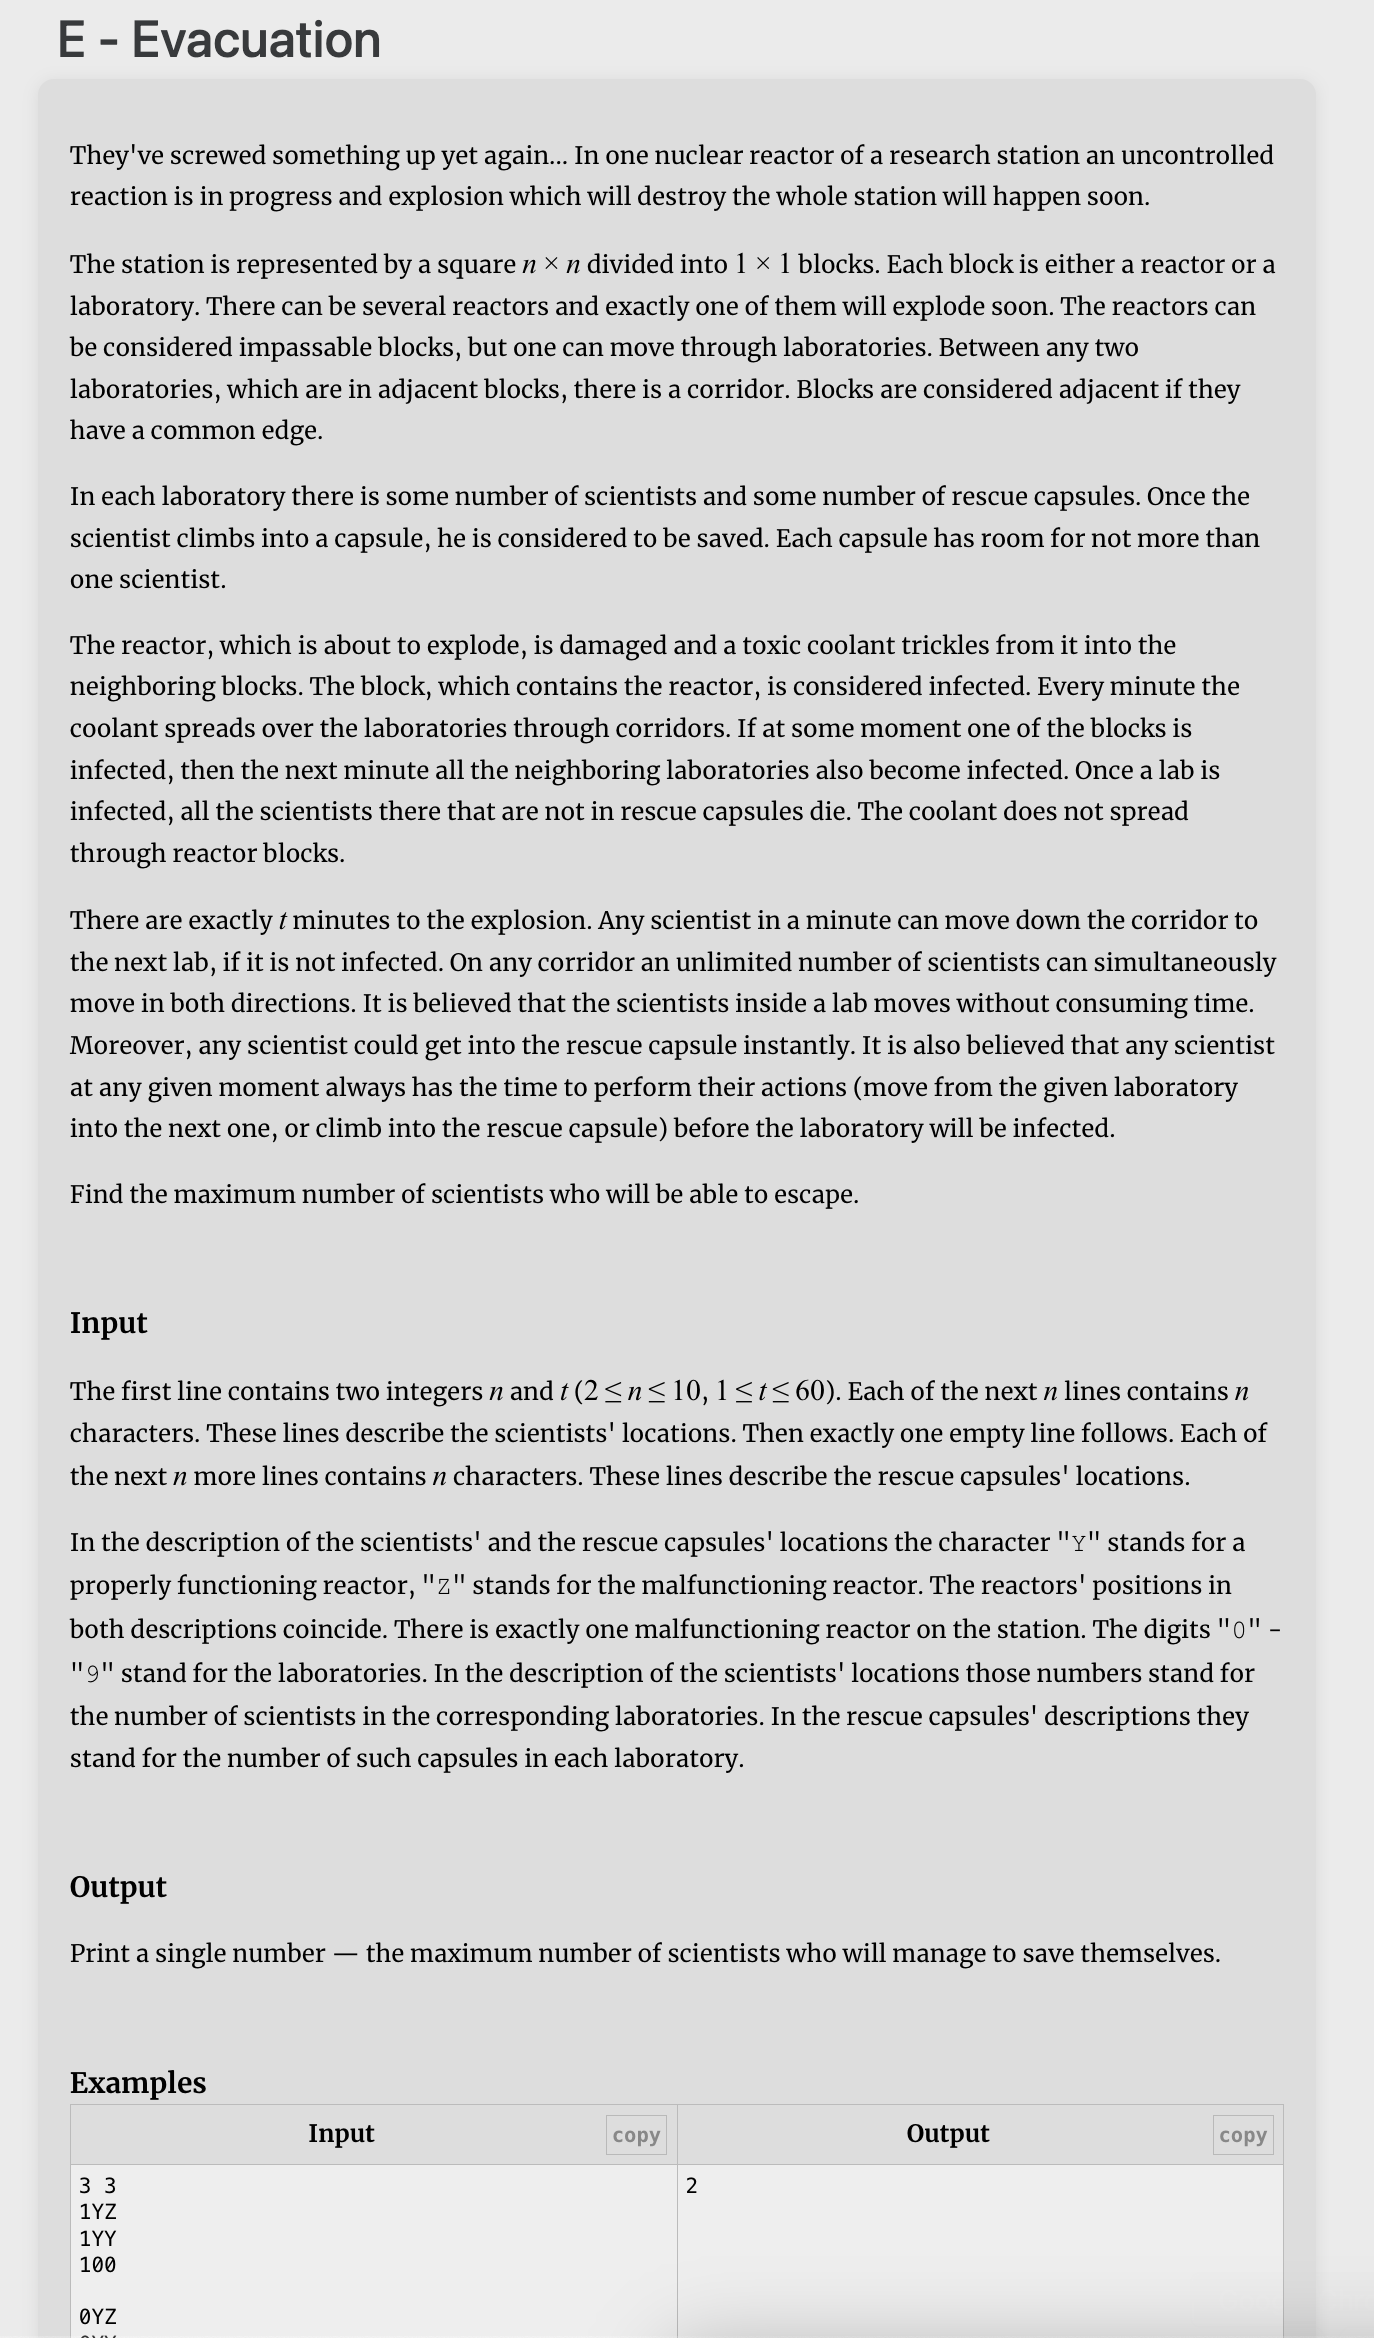 E - Evacuation
They've screwed something up yet again... In one nuclear reactor of a research station an uncontrolled
reaction is in progress and explosion which will destroy the whole station will happen soon.
The station is represented by a square n × n divided into 1 × 1 blocks. Each block is either a reactor or a
laboratory. There can be several reactors and exactly one of them will explode soon. The reactors can
be considered impassable blocks, but one can move through laboratories. Between any two
laboratories, which are in adjacent blocks, there is a corridor. Blocks are considered adjacent if they
have a common edge.
In each laboratory there is some number of scientists and some number of rescue capsules. Once the
scientist climbs into a capsule, he is considered to be saved. Each capsule has room for not more than
one scientist.
The reactor, which is about to explode, is damaged and a toxic coolant trickles from it into the
neighboring blocks. The block, which contains the reactor, is considered infected. Every minute the
coolant spreads over the laboratories through corridors. If at some moment one of the blocks is
infected, then the next minute all the neighboring laboratories also become infected. Once a lab is
infected, all the scientists there that are not in rescue capsules die. The coolant does not spread
through reactor blocks.
There are exactly t minutes to the explosion. Any scientist in a minute can move down the corridor to
the next lab, if it is not infected. On any corridor an unlimited number of scientists can simultaneously
move in both directions. It is believed that the scientists inside a lab moves without consuming time.
Moreover, any scientist could get into the rescue capsule instantly. It is also believed that any scientist
at any given moment always has the time to perform their actions (move from the given laboratory
into the next one, or climb into the rescue capsule) before the laboratory will be infected.
Find the maximum number of scientists who will be able to escape.
Input
The first line contains two integers n and t (2 ≤ n ≤ 10, 1 ≤ t ≤ 60). Each of the next n lines contains n
characters. These lines describe the scientists' locations. Then exactly one empty line follows. Each of
the next n more lines contains n characters. These lines describe the rescue capsules' locations.
In the description of the scientists' and the rescue capsules' locations the character "Y" stands for a
properly functioning reactor, "Z" stands for the malfunctioning reactor. The reactors' positions in
both descriptions coincide. There is exactly one malfunctioning reactor on the station. The digits "0" -
"9" stand for the laboratories. In the description of the scientists' locations those numbers stand for
the number of scientists in the corresponding laboratories. In the rescue capsules' descriptions they
stand for the number of such capsules in each laboratory.
Output
Print a single number — the maximum number of scientists who will manage to save themselves.
Examples
Input copy Output copy
3 3 2
1YZ
1YY
100
0YZ